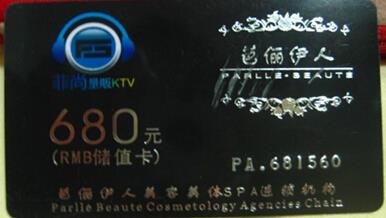 菲尚量贩KTV
芭俪伊人
PARLLE·BEAUTÉ
680元
(RMB储值卡)
PA.681560
芭俪伊人美容美体SPA连锁机构
Parlle Beaute Cosmetology Agencies Chain